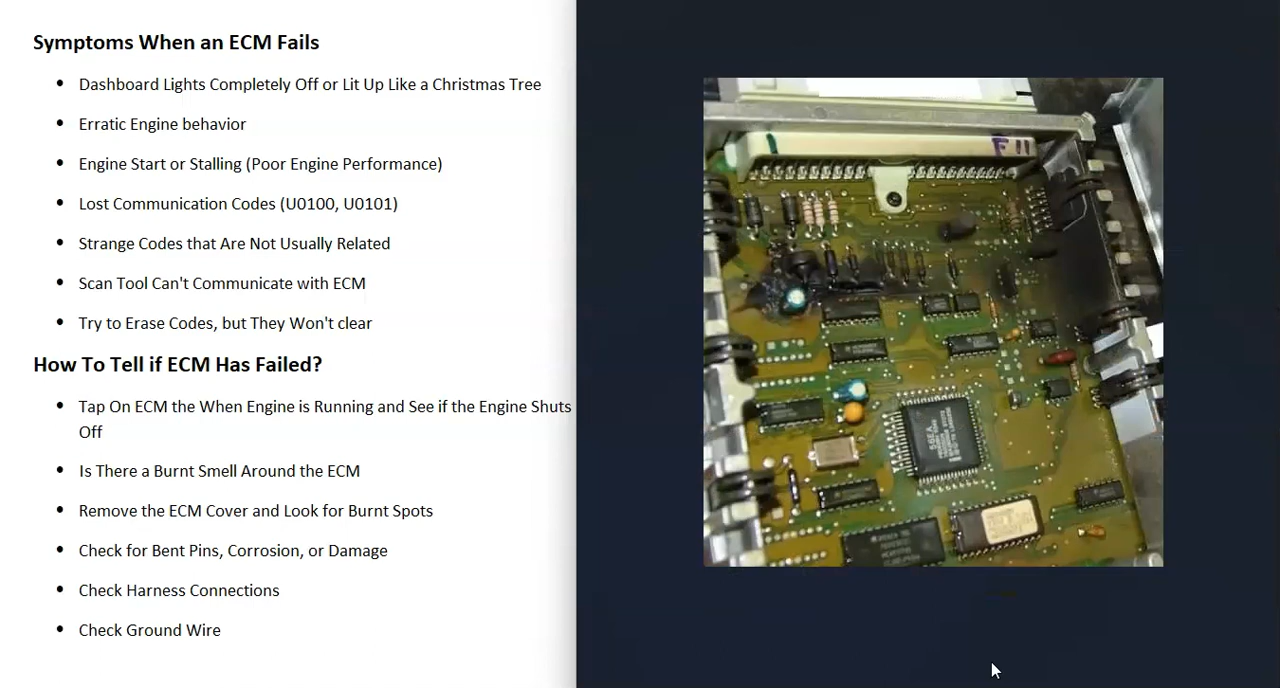 Symptoms When an ECM Fails
Dashboard Lights Completely Off or Lit Up Like a Christmas Tree
Erratic Engine behavior
Engine Start or Stalling (Poor Engine Performance)
Lost Communication Codes (U0100, U0101)
Strange Codes that Are Not Usually Related
Scan Tool Can't Communicate with ECM
Try to Erase Codes, but They Won't clear
How To Tell if ECM Has Failed?
Tap On ECM the When Engine is Running and See if the Engine Shuts
Off
Is There a Burnt Smell Around the ECM
Remove the ECM Cover and Look for Burnt Spots
Check for Bent Pins, Corrosion, or Damage
Check Harness Connections
Check Ground Wire
F11